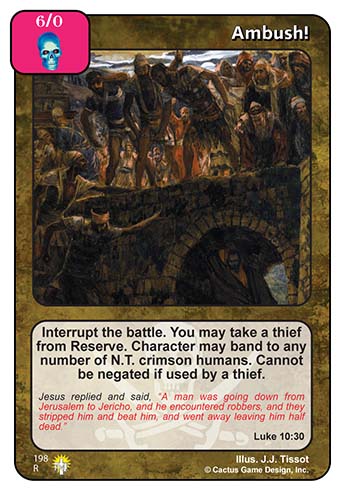 6/0
Ambush!
Interrupt the battle. You may take a thief
from Reserve. Character may band to any
number of N.T. crimson humans. Cannot
be negated if used by a thief.
Jesus replied and said, “A man was going down from
Jerusalem to Jericho, and he encountered robbers, and they
stripped him and beat him, and went away leaving him half
dead.”
Luke 10:30
198
R
Illus. J.J. Tissot
© Cactus Game Design, Inc.